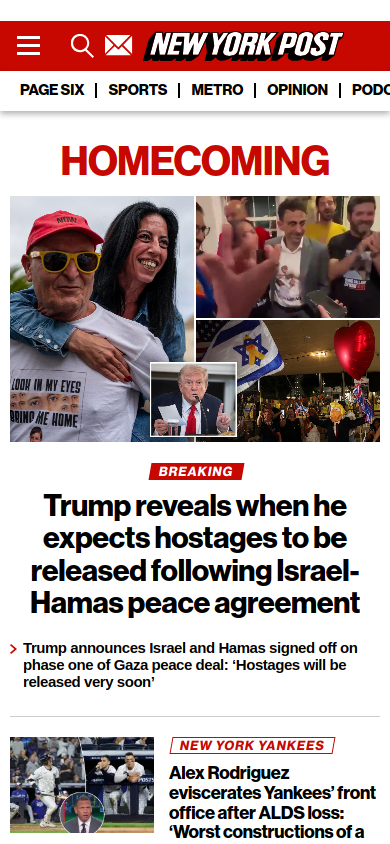 NEW YORK POST
PAGE SIX
SPORTS
METRO
OPINION
PODC
HOMECOMING
LOOK IN MY EYES
BRING ME HOME
BREAKING
Trump reveals when he
expects hostages to be
released following Israel-
Hamas peace agreement
Trump announces Israel and Hamas signed off on
phase one of Gaza peace deal: ‘Hostages will be
released very soon’
NEW YORK YANKEES
Alex Rodriguez
eviscerates Yankees’ front
office after ALDS loss:
‘Worst constructions of a